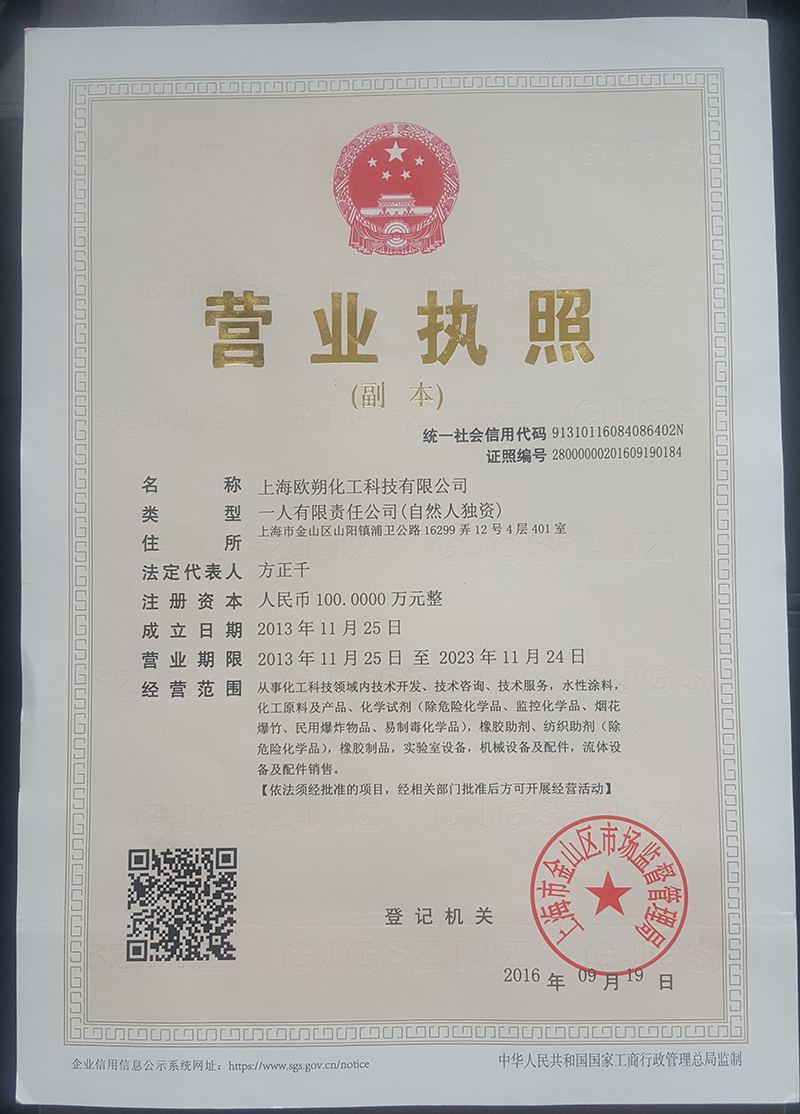 营业执照
(副 本)
统一社会信用代码 91310116084086402N
证照编号 28000000201609190184
名 称 上海欧朔化工科技有限公司
类 型 一人有限责任公司(自然人独资)
住 所 上海市金山区山阳镇浦卫公路16299弄12号4层401室
法定代表人 方正千
注册资本 人民币100.0000万元整
成立日期 2013年11月25日
营业期限 2013年11月25日 至 2023年11月24日
经营范围 从事化工科技领域内技术开发、技术咨询、技术服务，水性涂料，
化工原料及产品、化学试剂（除危险化学品、监控化学品、烟花
爆竹、民用爆炸物品、易制毒化学品），橡胶助剂、纺织助剂（除
危险化学品），橡胶制品，实验室设备，机械设备及配件，流体设
备及配件销售。
【依法须经批准的项目，经相关部门批准后方可开展经营活动】
上海市金山区市场监督管理局
登记机关
2016年09月19日
企业信用信息公示系统网址：https://www.sgs.gov.cn/notice
中华人民共和国国家工商行政管理总局监制